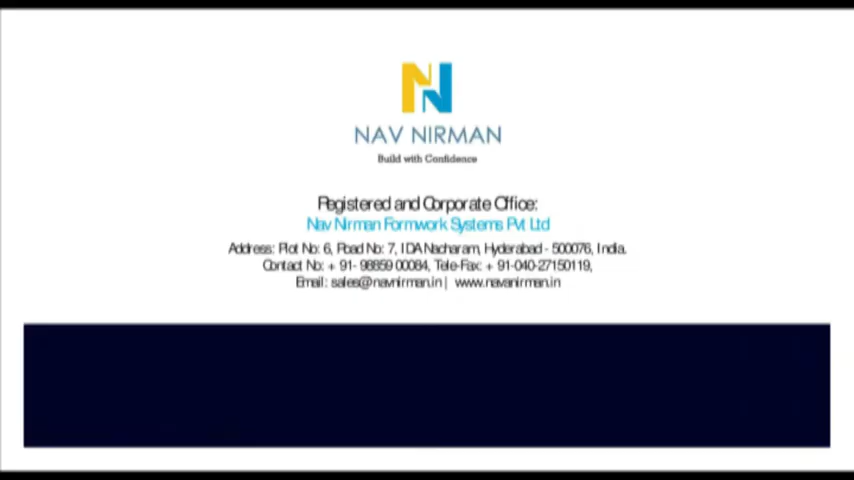 NAV NIRMAN
Build with Confidence
Registered and Corporate Office:
Nav Nirman Formwork Systems Pvt Ltd
Address: Plot No: 6, Road No: 7, IDA Nacharam, Hyderabad - 500076, India.
Contact No: + 91- 98859 00084, Tele-Fax: + 91-040-27150119,
Email: sales@navnirman.in | www.navanirman.in